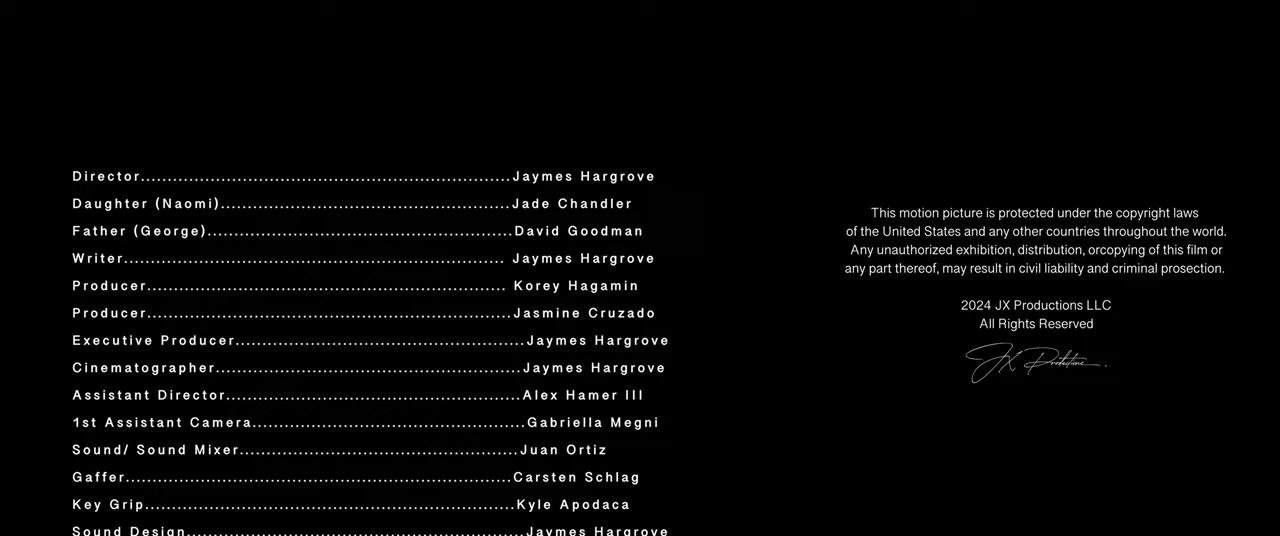 Director......................................................................Jaymes Hargrove
Daughter (Naomi).......................................................Jade Chandler
Father (George)..........................................................David Goodman
Writer........................................................................ Jaymes Hargrove
Producer.................................................................... Korey Hagamin
Producer.....................................................................Jasmine Cruzado
Executive Producer.......................................................Jaymes Hargrove
Cinematographer..........................................................Jaymes Hargrove
Assistant Director........................................................Alex Hamer III
1st Assistant Camera....................................................Gabriella Megni
Sound/ Sound Mixer.....................................................Juan Ortiz
Gaffer.........................................................................Carsten Schlag
Key Grip......................................................................Kyle Apodaca
Sound Design................................................................Jaymes Hargrove
This motion picture is protected under the copyright laws
of the United States and any other countries throughout the world.
Any unauthorized exhibition, distribution, orcopying of this film or
any part thereof, may result in civil liability and criminal prosection.
2024 JX Productions LLC
All Rights Reserved
JX Productions .